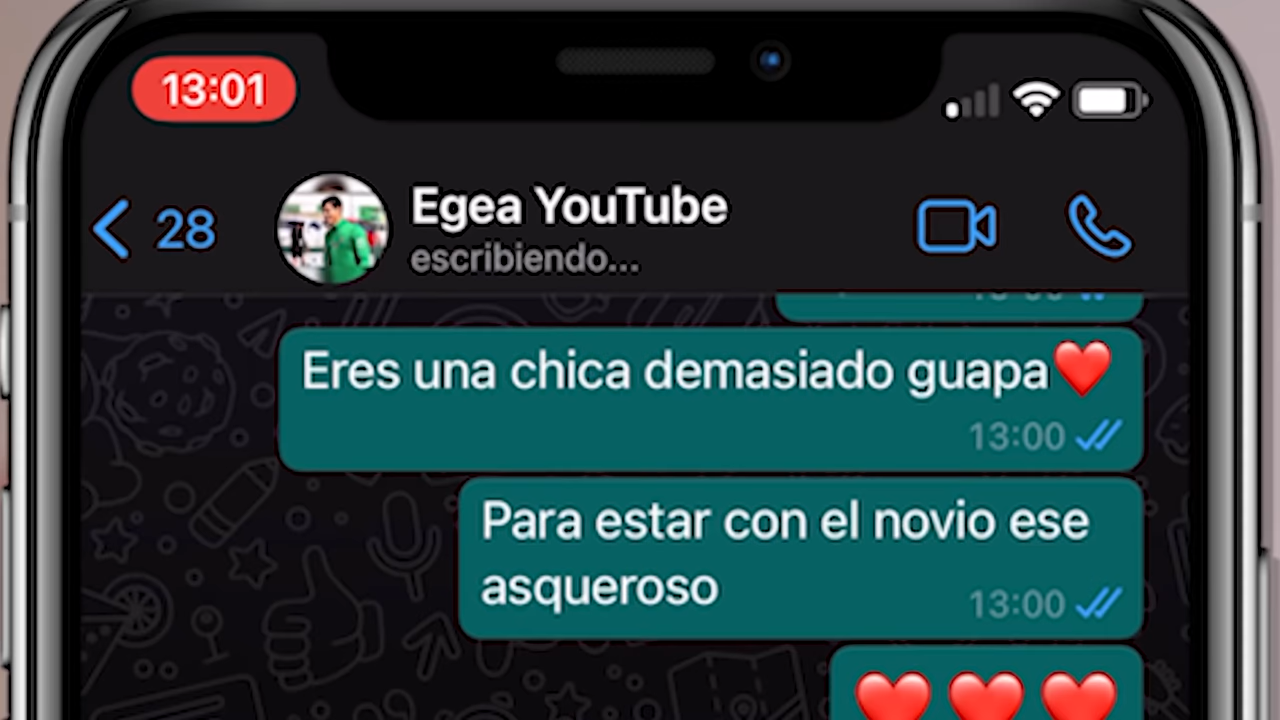 13:01
28
Egea YouTube
escribiendo...
Eres una chica demasiado guapa❤️
13:00
Para estar con el novio ese
asqueroso
13:00
❤️❤️❤️